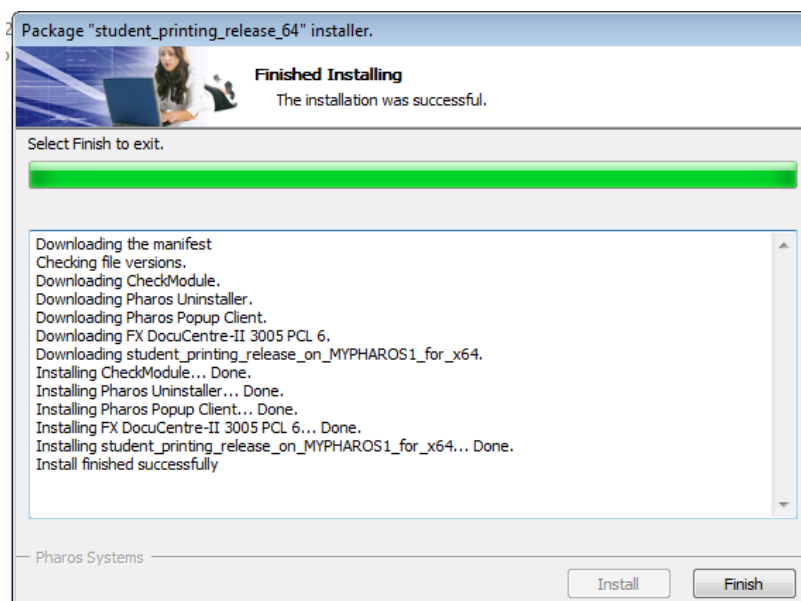 Package "student_printing_release_64" installer.
Finished Installing
The installation was successful.
Select Finish to exit.
Downloading the manifest
Checking file versions.
Downloading CheckModule.
Downloading Pharos Uninstaller.
Downloading Pharos Popup Client.
Downloading FX DocuCentre-II 3005 PCL 6.
Downloading student_printing_release_on_MYPHAROS1_for_x64.
Installing CheckModule... Done.
Installing Pharos Uninstaller... Done.
Installing Pharos Popup Client... Done.
Installing FX DocuCentre-II 3005 PCL 6... Done.
Installing student_printing_release_on_MYPHAROS1_for_x64... Done.
Install finished successfully
Pharos Systems
Install
Finish